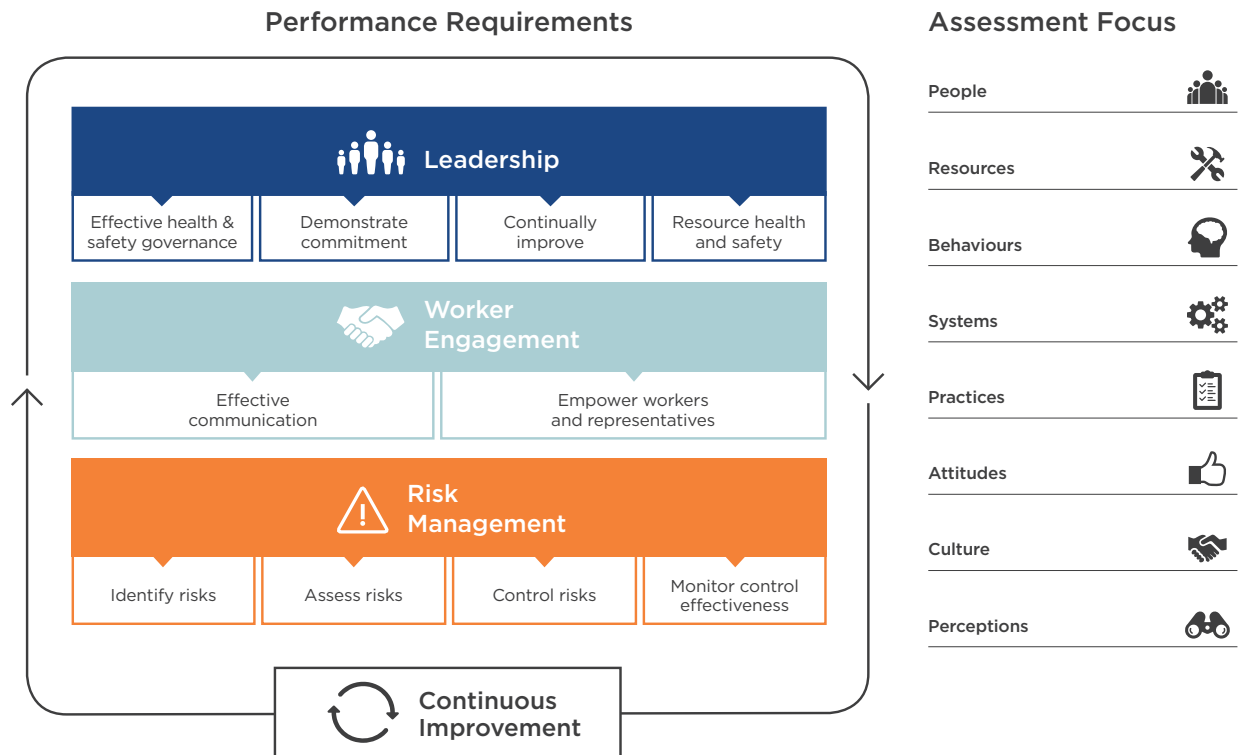 Performance Requirements
Leadership
Effective health &
safety governance
Demonstrate
commitment
Continually
improve
Resource health
and safety
Worker
Engagement
Effective
communication
Empower workers
and representatives
Risk
Management
Identify risks
Assess risks
Control risks
Monitor control
effectiveness
Continuous
Improvement
Assessment Focus
People
Resources
Behaviours
Systems
Practices
Attitudes
Culture
Perceptions